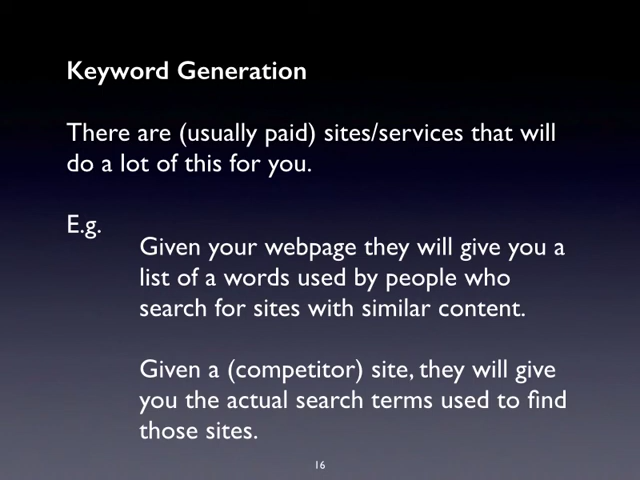 Keyword Generation
There are (usually paid) sites/services that will
do a lot of this for you.
E.g.
Given your webpage they will give you a
list of a words used by people who
search for sites with similar content.
Given a (competitor) site, they will give
you the actual search terms used to find
those sites.
16